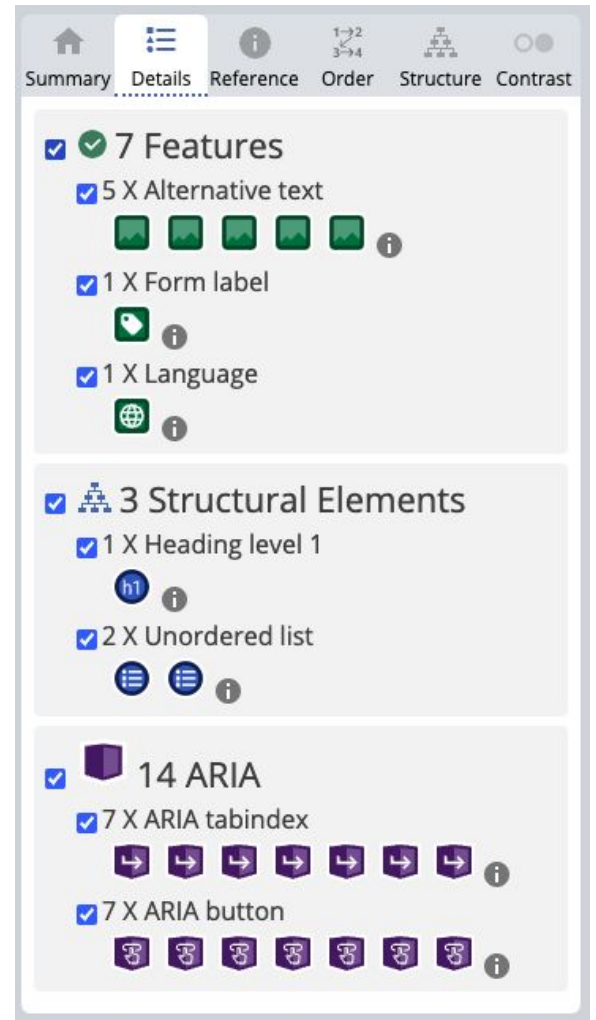 1→2
3→4
Summary Details Reference Order Structure Contrast
7 Features
5 X Alternative text
1 X Form label
1 X Language
3 Structural Elements
1 X Heading level 1
h1
2 X Unordered list
14 ARIA
7 X ARIA tabindex
7 X ARIA button